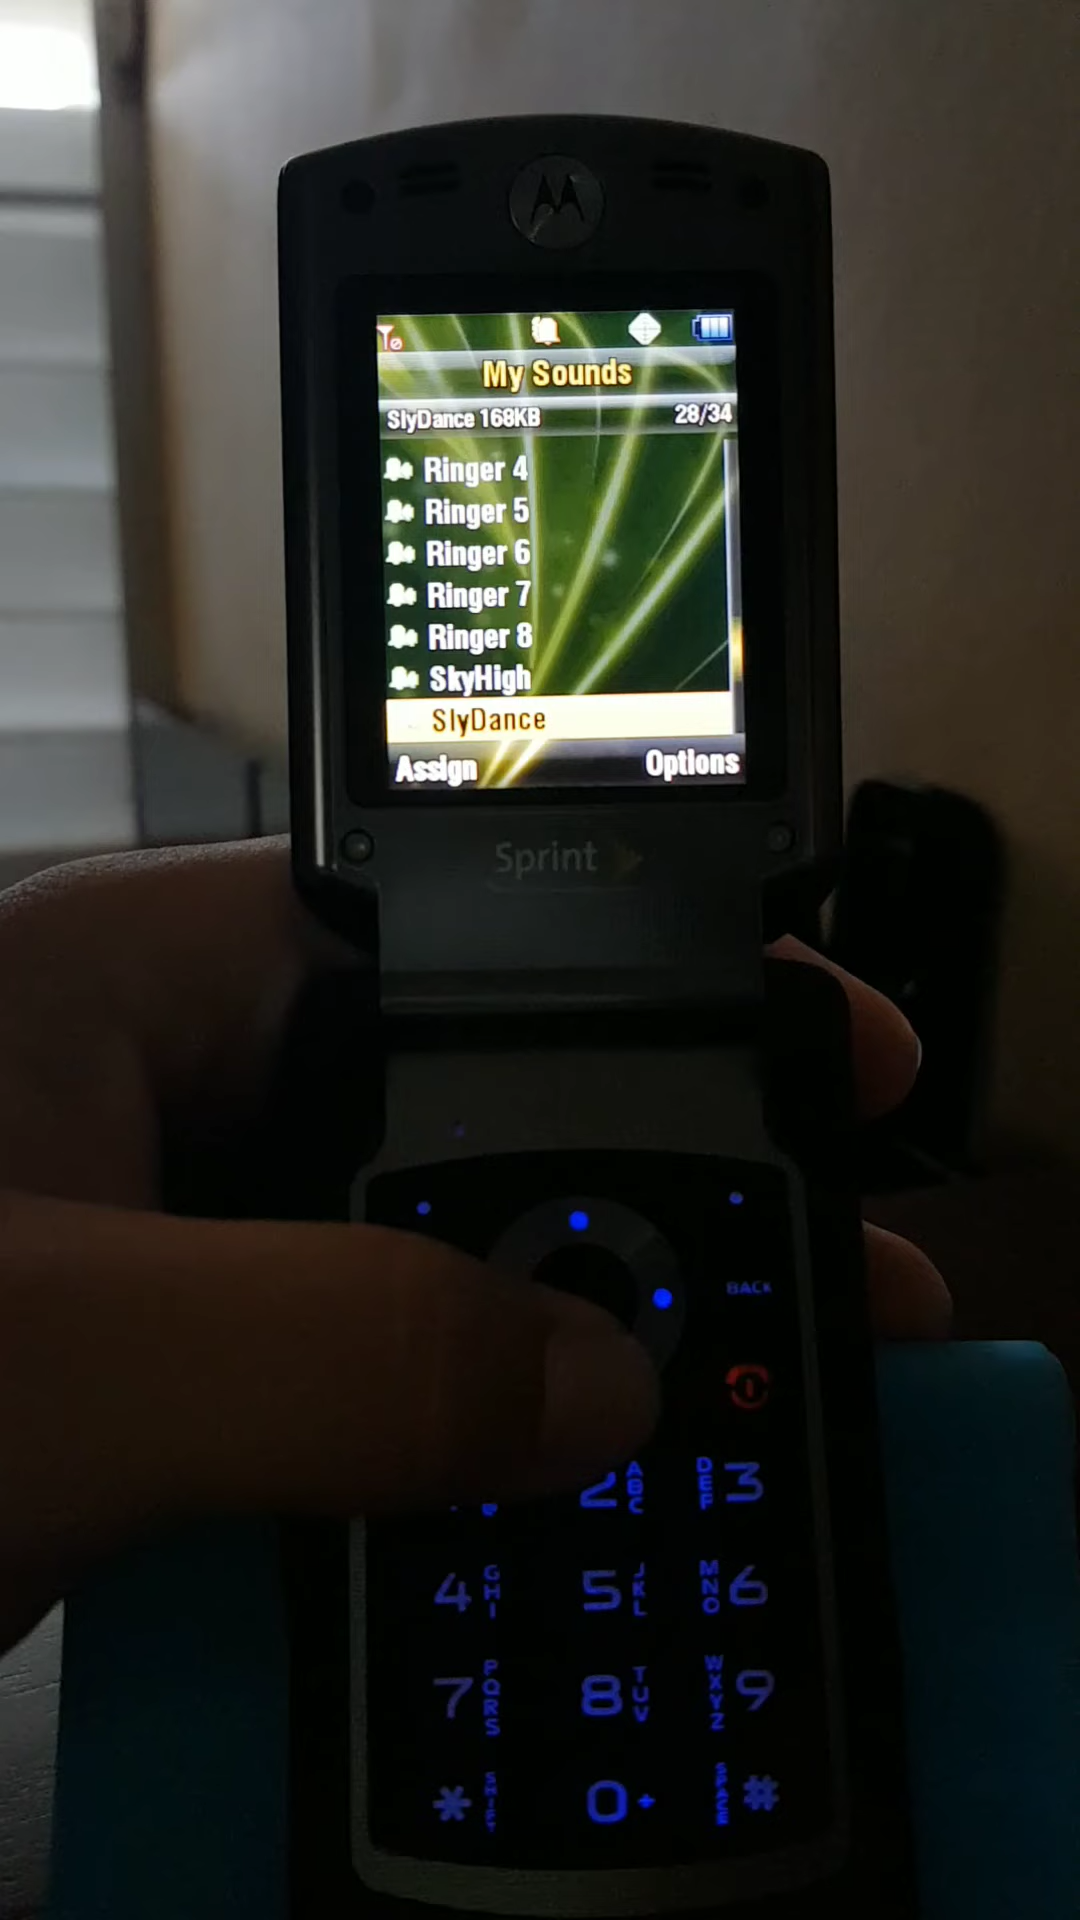 My Sounds
SlyDance 168KB 28/34
Ringer 4
Ringer 5
Ringer 6
Ringer 7
Ringer 8
SkyHigh
SlyDance
Assign Options
Sprint
BACK
2 ABC DEF 3
4 GHI 5 JKL MNO 6
7 PQRS 8 TUV WXYZ 9
* SHIFT 0 + SPACE #